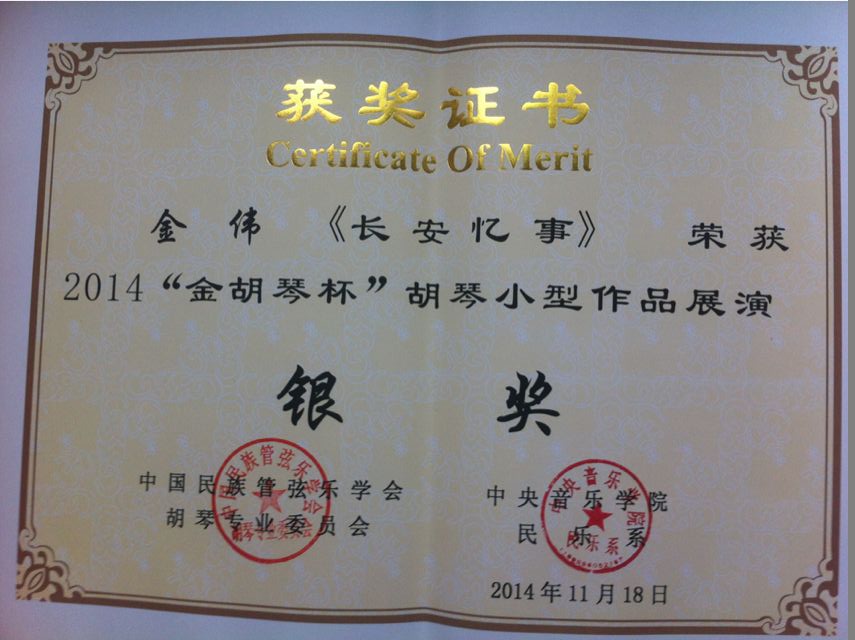 获奖证书
Certificate Of Merit
金伟《长安忆事》 荣获
2014“金胡琴杯”胡琴小型作品展演
银奖
中国民族管弦乐学会
胡琴专业委员会
中央音乐学院
民乐系
2014年11月18日